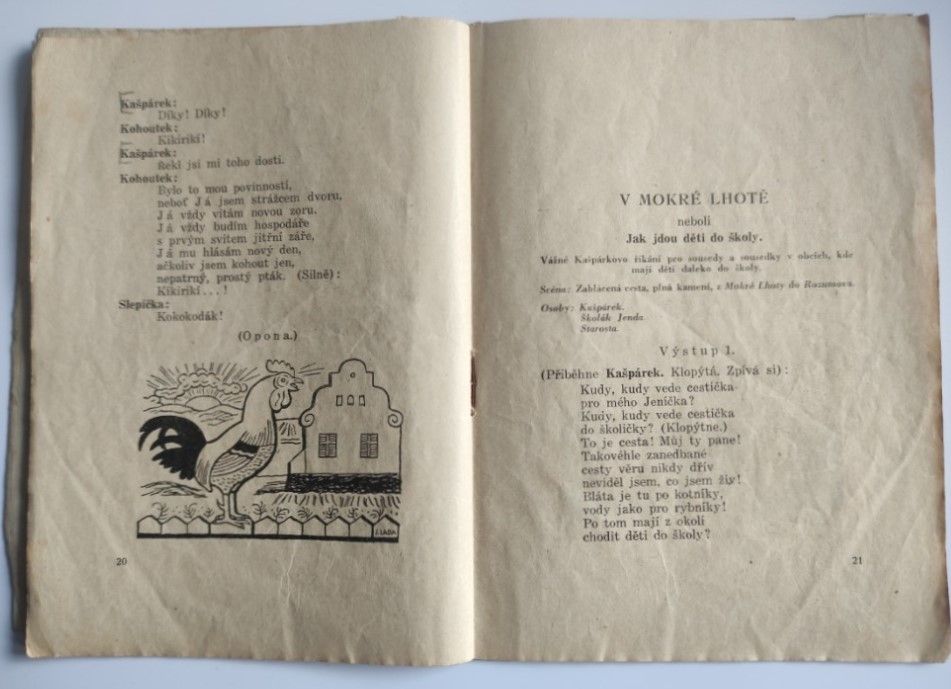 Kašpárek:
Díky! Díky!
Kohoutek:
Kikirikí!
Kašpárek:
Řekl jsi mi toho dosti.
Kohoutek:
Bylo to mou povinností,
neboť Já jsem strážcem dvoru,
Já vždy vítám novou zoru.
Já vždy budím hospodáře
s prvým svitem jitřní záře,
Já mu hlásám nový den,
ačkoliv jsem kohout jen,
nepatrný, prostý pták. (Silně):
Kikirikí...!
Slepička:
Kokokodák!
(Opona.)
J. LADA
20
V MOKRÉ LHOTĚ
neboli
Jak jdou děti do školy.
Vážné Kašpárkovo říkání pro sousedy a sousedky v obcích, kde
mají děti daleko do školy.
Scéna: Zablácená cesta, plná kamení, z Mokré Lhoty do Rozumova.
Osoby: Kašpárek.
Školák Jenda.
Starosta.
Výstup 1.
(Přiběhne Kašpárek. Klopýtá. Zpívá si):
Kudy, kudy vede cestička
pro mého Jeníčka?
Kudy, kudy vede cestička
do školičky? (Klopýtne.)
To je cesta! Můj ty pane!
Takovéhle zanedbané
cesty věru nikdy dřív
neviděl jsem, co jsem živ!
Bláta je tu po kotníky,
vody jako pro rybníky!
Po tom mají z okolí
chodit děti do školy?
21